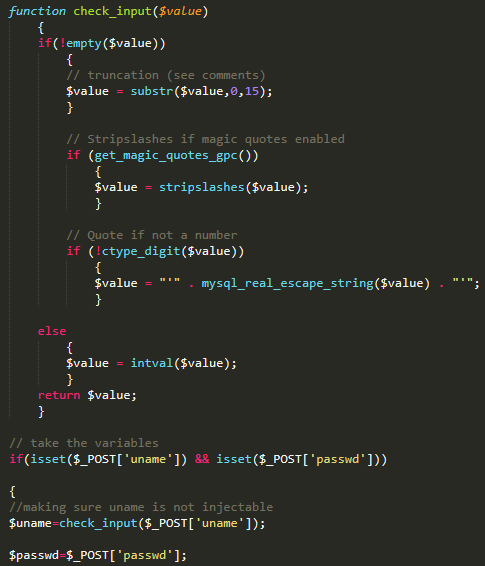 function check_input($value)
{
if(!empty($value))
{
// truncation (see comments)
$value = substr($value,0,15);
}
// Stripslashes if magic quotes enabled
if (get_magic_quotes_gpc())
{
$value = stripslashes($value);
}
// Quote if not a number
if (!ctype_digit($value))
{
$value = "'" . mysql_real_escape_string($value) . "'";
}
else
{
$value = intval($value);
}
return $value;
}
// take the variables
if(isset($_POST['uname']) && isset($_POST['passwd']))
{
//making sure uname is not injectable
$uname=check_input($_POST['uname']);
$passwd=$_POST['passwd'];